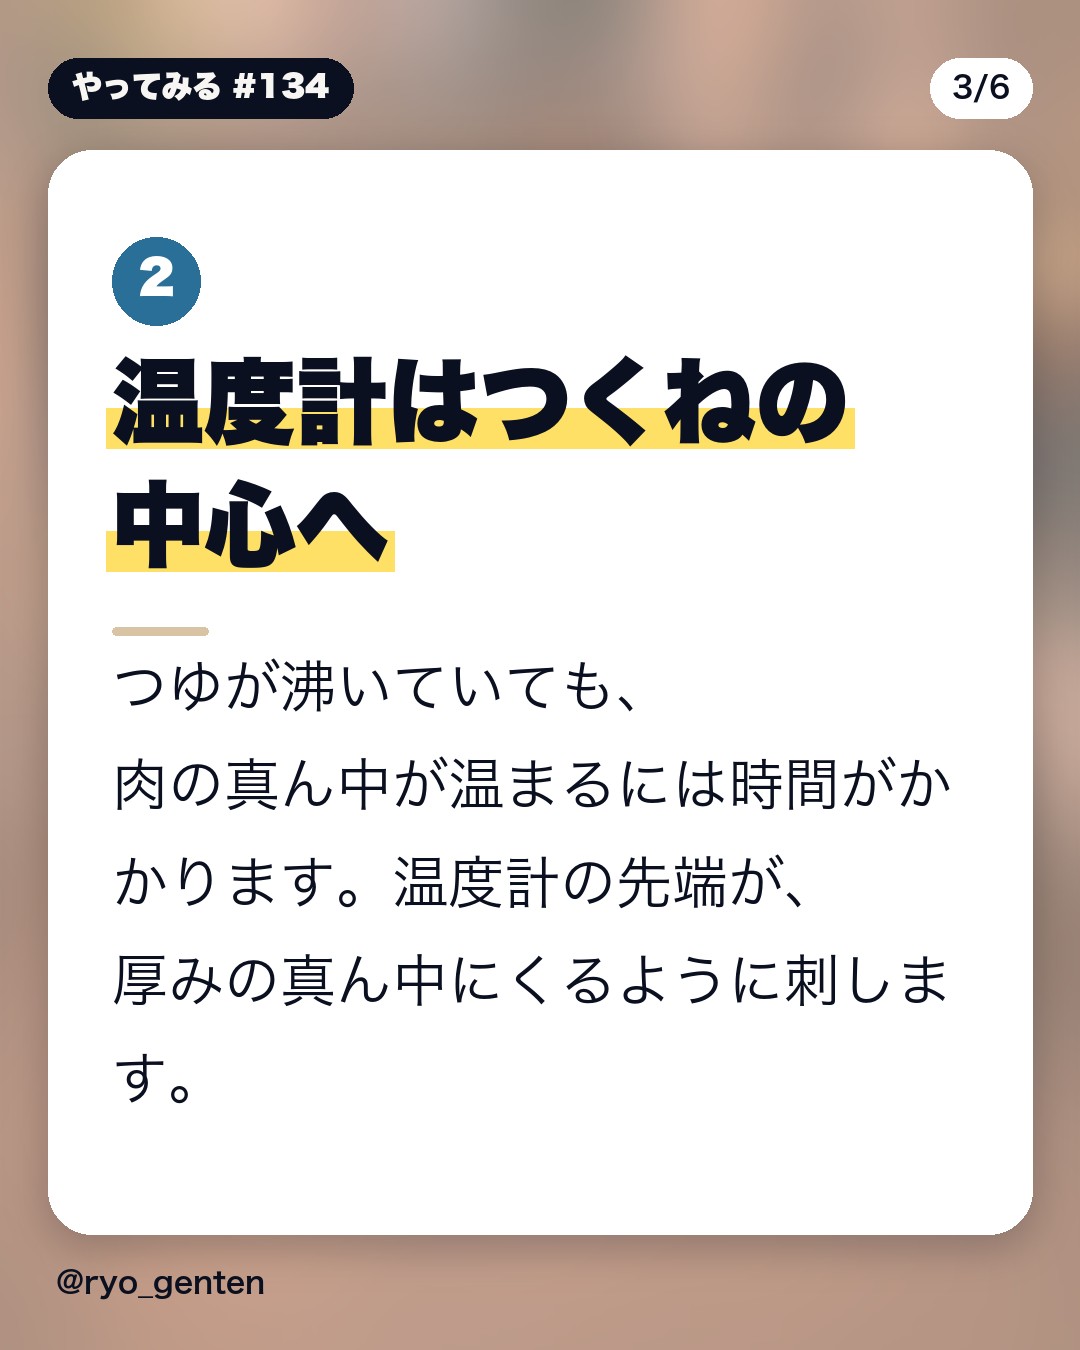 やってみる #134
3/6
2
温度計はつくねの
中心へ
つゆが沸いていても、
肉の真ん中が温まるには時間がか
かります。温度計の先端が、
厚みの真ん中にくるように刺しま
す。
@ryo_genten